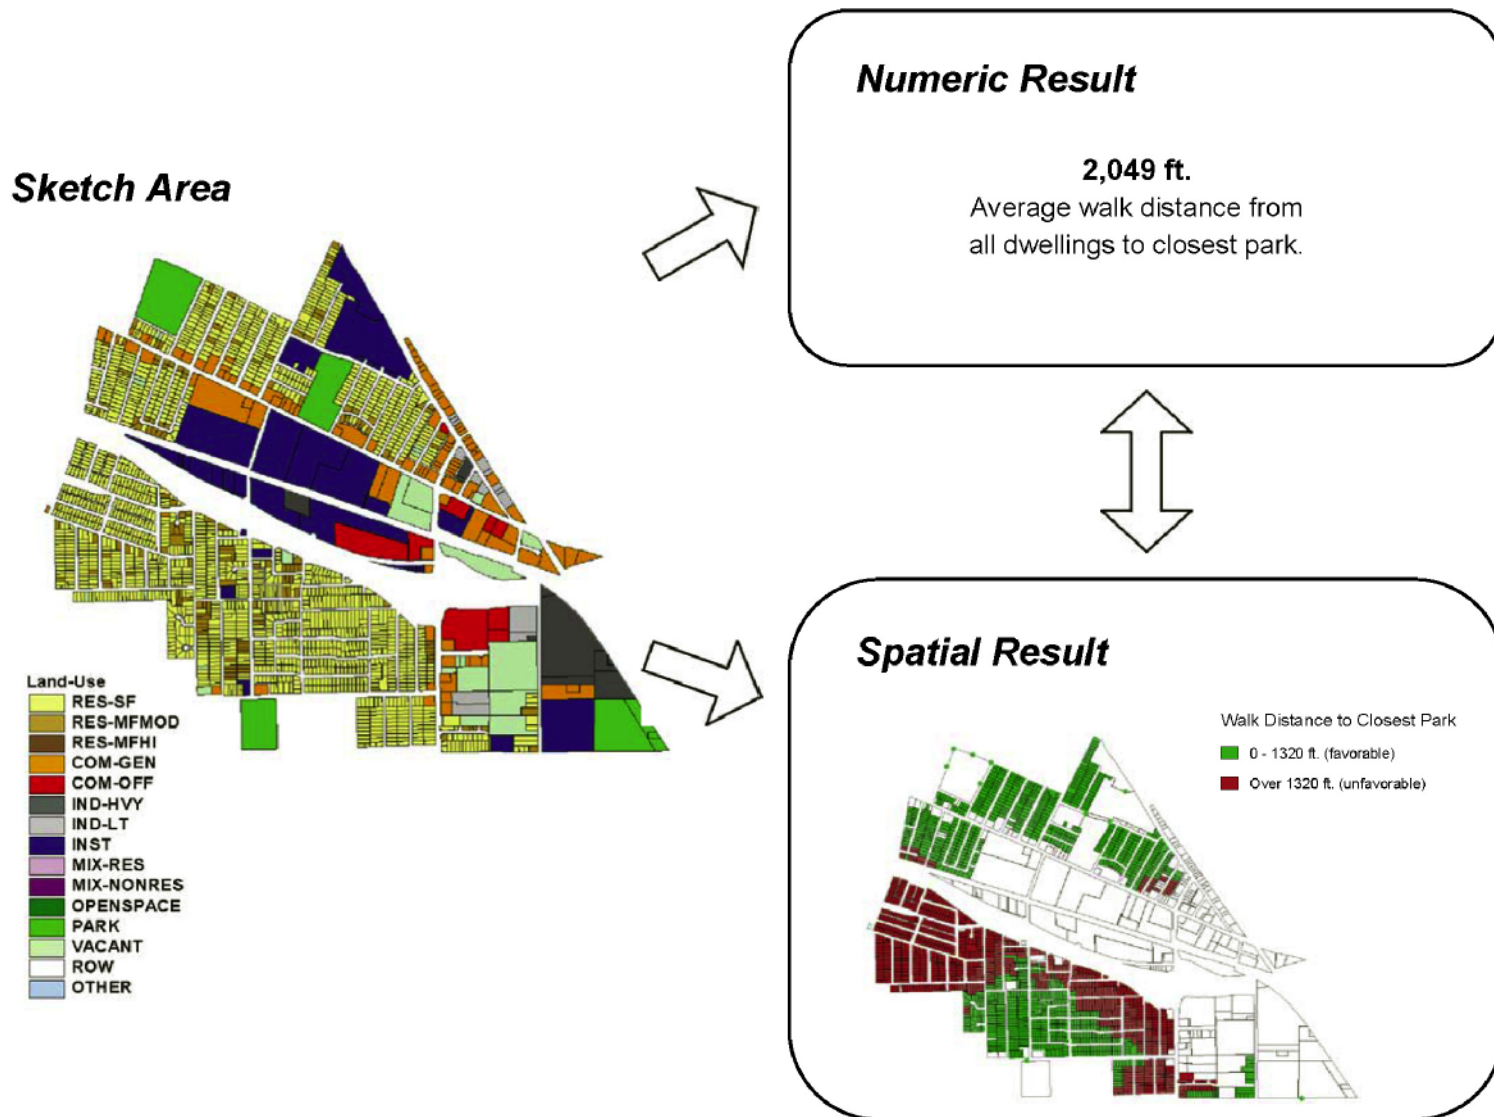 Numeric Result
2,049 ft.
Average walk distance from
all dwellings to closest park.
Sketch Area
Land-Use
RES-SF
RES-MFMOD
RES-MFHI
COM-GEN
COM-OFF
IND-HVY
IND-LT
INST
MIX-RES
MIX-NONRES
OPENSPACE
PARK
VACANT
ROW
OTHER
Spatial Result
Walk Distance to Closest Park
0 - 1320 ft. (favorable)
Over 1320 ft. (unfavorable)